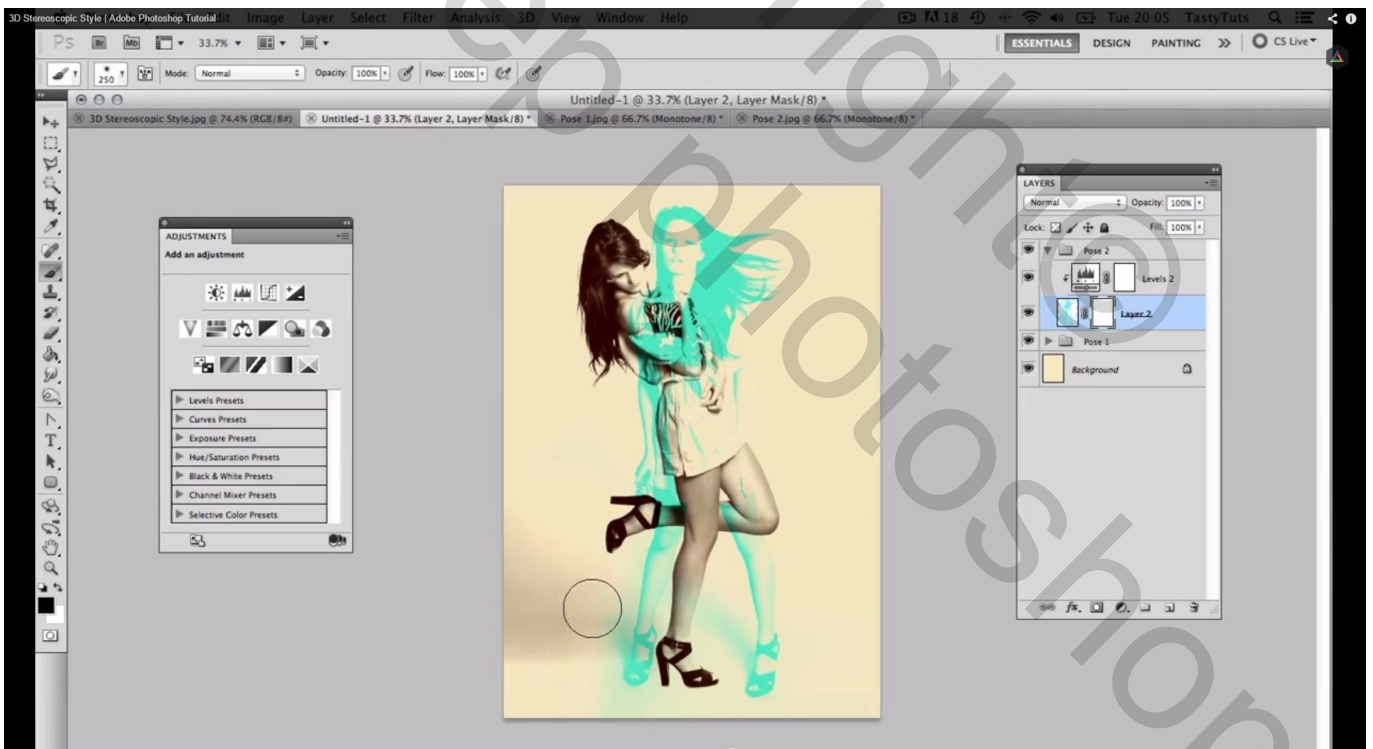 3D Stereoscopic Style | Adobe Photoshop Tutorial
Edit Image Layer Select Filter Analysis 3D View Window Help
18 Tue 20:05 TastyTuts
Ps Br Mb 33.7%
ESSENTIALS DESIGN PAINTING CS Live
250 Mode: Normal Opacity: 100% Flow: 100%
Untitled-1 @ 33.7% (Layer 2, Layer Mask/8) *
3D Stereoscopic Style.jpg @ 74.4% (RGB/8#) Untitled-1 @ 33.7% (Layer 2, Layer Mask/8) * Pose 1.jpg @ 66.7% (Monotone/8) * Pose 2.jpg @ 66.7% (Monotone/8) *
ADJUSTMENTS
Add an adjustment
Levels Presets
Curves Presets
Exposure Presets
Hue/Saturation Presets
Black & White Presets
Channel Mixer Presets
Selective Color Presets
LAYERS
Normal Opacity: 100%
Lock: Fill: 100%
Pose 2
Levels 2
Layer 2
Pose 1
Background